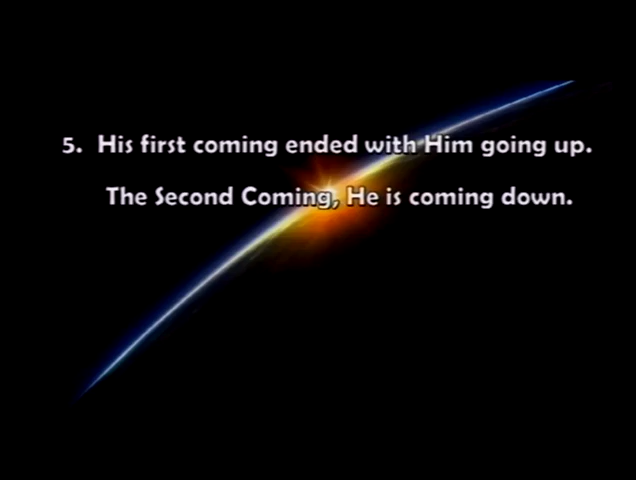 5. His first coming ended with Him going up.
The Second Coming, He is coming down.